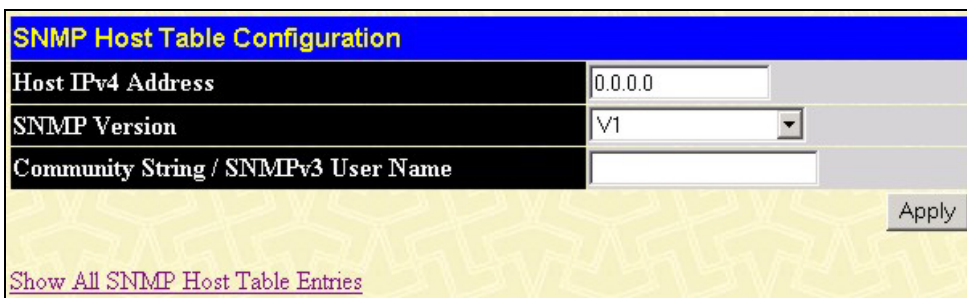 SNMP Host Table Configuration
Host IPv4 Address 0.0.0.0
SNMP Version V1
Community String / SNMPv3 User Name
Apply
Show All SNMP Host Table Entries